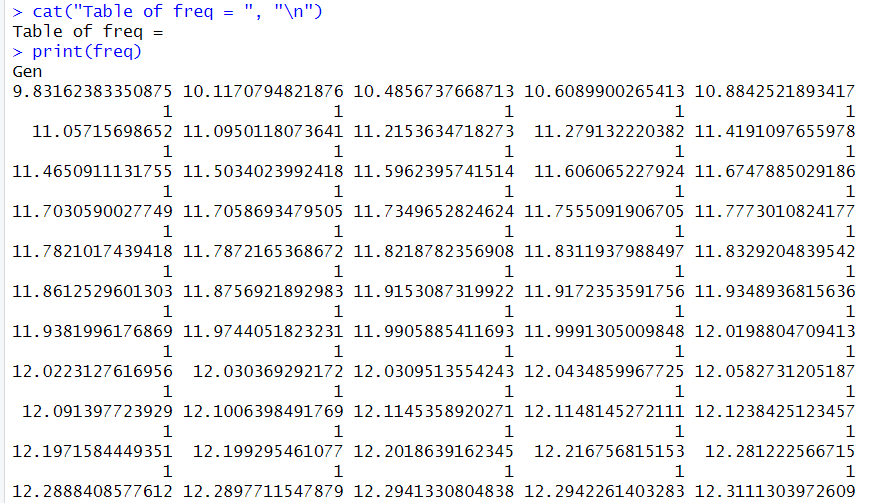 > cat("Table of freq = ", "\n")
Table of freq =
> print(freq)
Gen
9.83162383350875 10.1170794821876 10.4856737668713 10.6089900265413 10.8842521893417
1 1 1 1 1
11.05715698652 11.0950118073641 11.2153634718273 11.279132220382 11.4191097655978
1 1 1 1 1
11.4650911131755 11.5034023992418 11.5962395741514 11.606065227924 11.6747885029186
1 1 1 1 1
11.7030590027749 11.7058693479505 11.7349652824624 11.7555091906705 11.7773010824177
1 1 1 1 1
11.7821017439418 11.7872165368672 11.8218782356908 11.8311937988497 11.8329204839542
1 1 1 1 1
11.8612529601303 11.8756921892983 11.9153087319922 11.9172353591756 11.9348936815636
1 1 1 1 1
11.9381996176869 11.9744051823231 11.9905885411693 11.9991305009848 12.0198804709413
1 1 1 1 1
12.0223127616956 12.030369292172 12.0309513554243 12.0434859967725 12.0582731205187
1 1 1 1 1
12.091397723929 12.1006398491769 12.1145358920271 12.1148145272111 12.1238425123457
1 1 1 1 1
12.1971584449351 12.199295461077 12.2018639162345 12.216756815153 12.281222566715
1 1 1 1 1
12.2888408577612 12.2897711547879 12.2941330804838 12.2942261403283 12.3111303972609